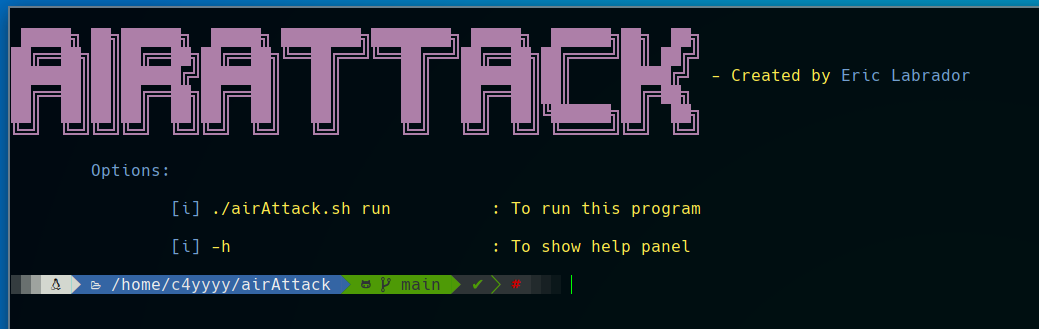 AIRATTACK
- Created by Eric Labrador
Options:
[i] ./airAttack.sh run : To run this program
[i] -h : To show help panel
/home/c4yyyy/airAttack main ✔ #